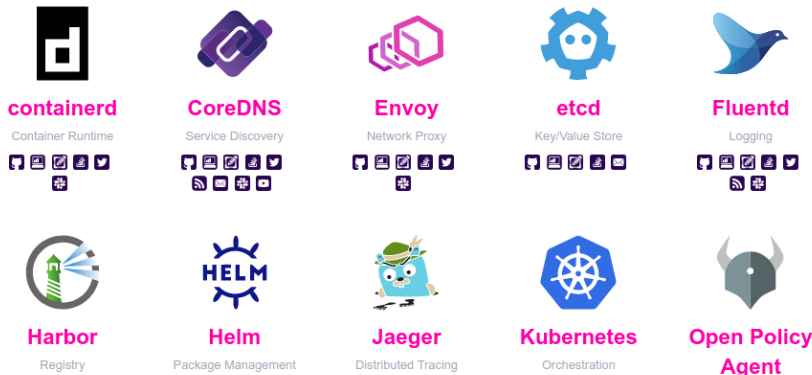 containerd CoreDNS Envoy etcd Fluentd
Container Runtime Service Discovery Network Proxy Key/Value Store Logging
HELM
Harbor Helm Jaeger Kubernetes Open Policy
Agent
Registry Package Management Distributed Tracing Orchestration